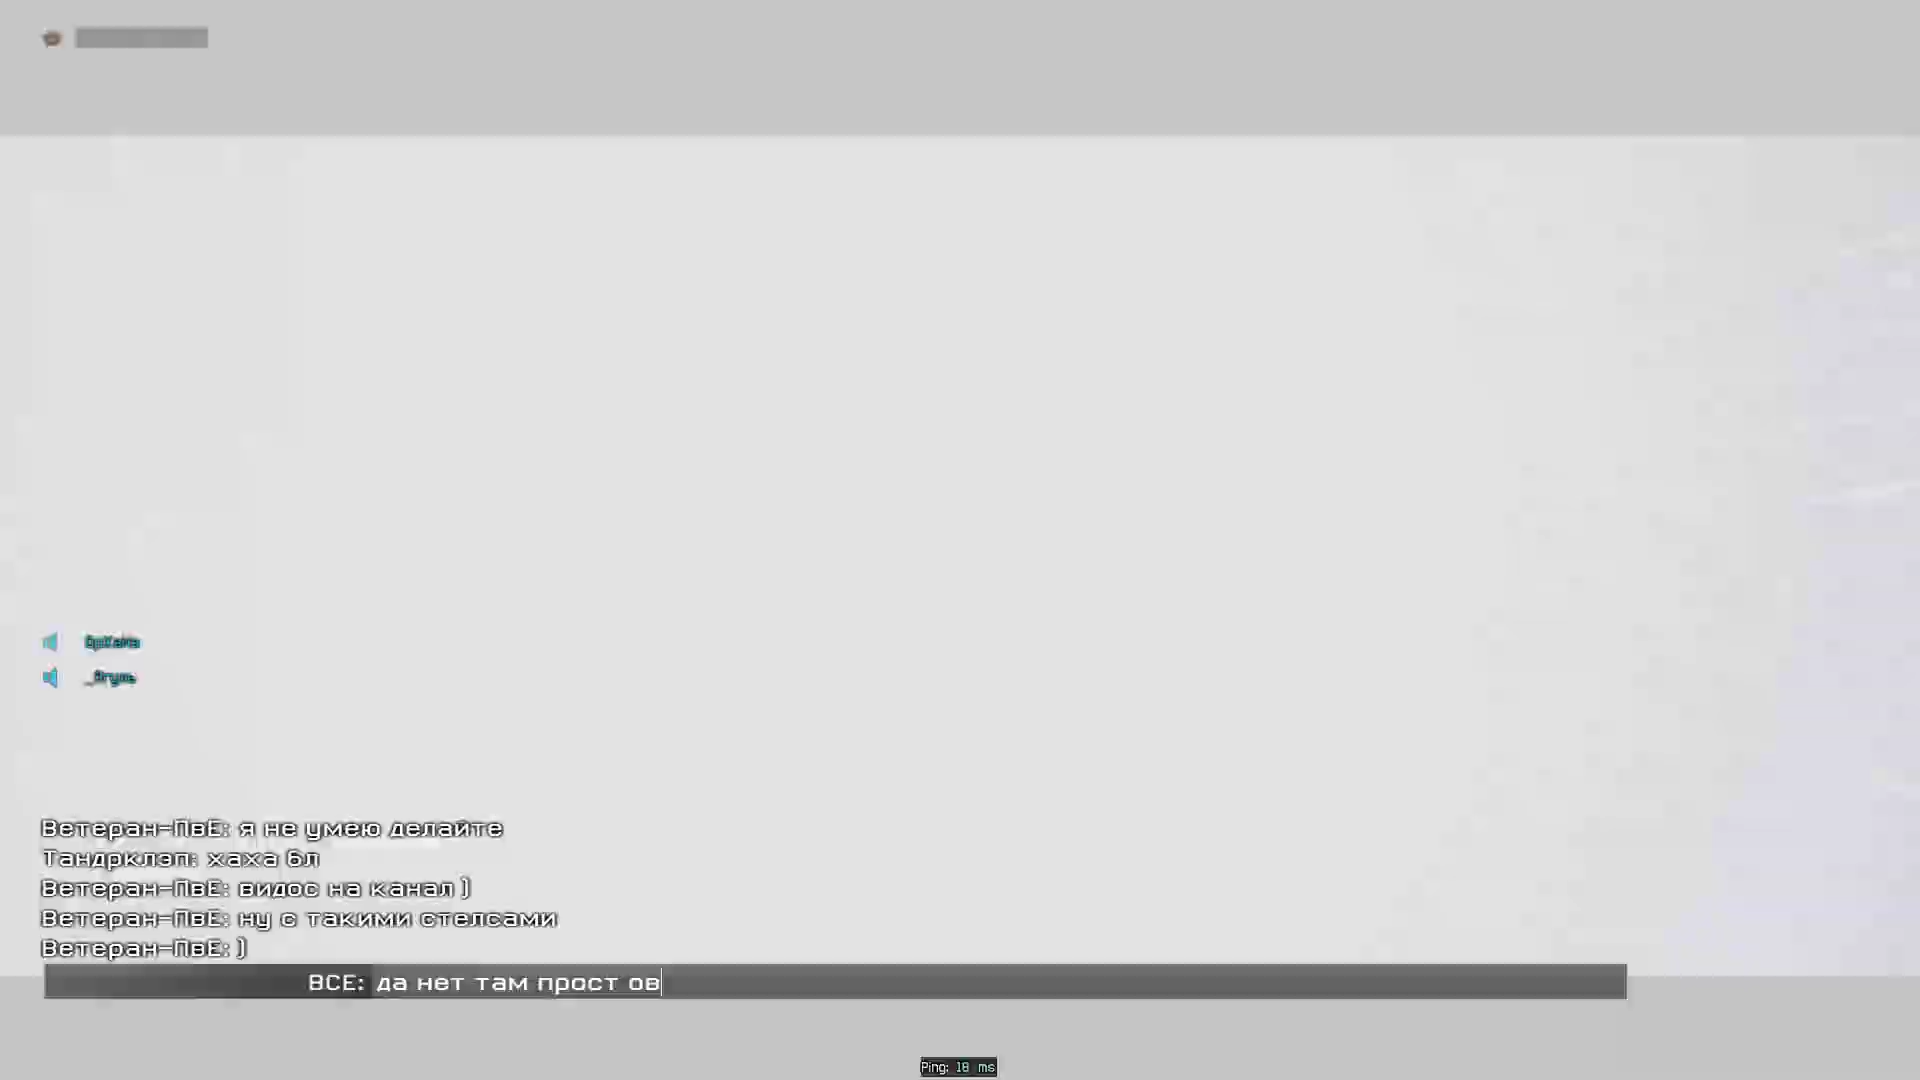 Ветеран-ПвЕ: я не умею делайте
Тандрклэп: хаха бл
Ветеран-ПвЕ: видос на канал )
Ветеран-ПвЕ: ну с такими стелсами
Ветеран-ПвЕ: )
ВСЕ: да нет там прост ов
Ping: 18 ms